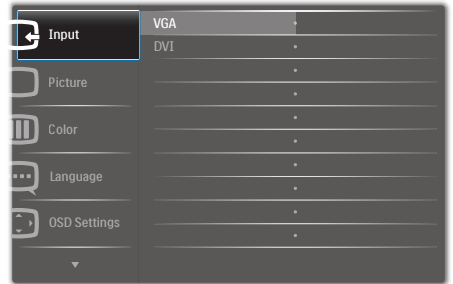 Input
Picture
Color
Language
OSD Settings
VGA
DVI